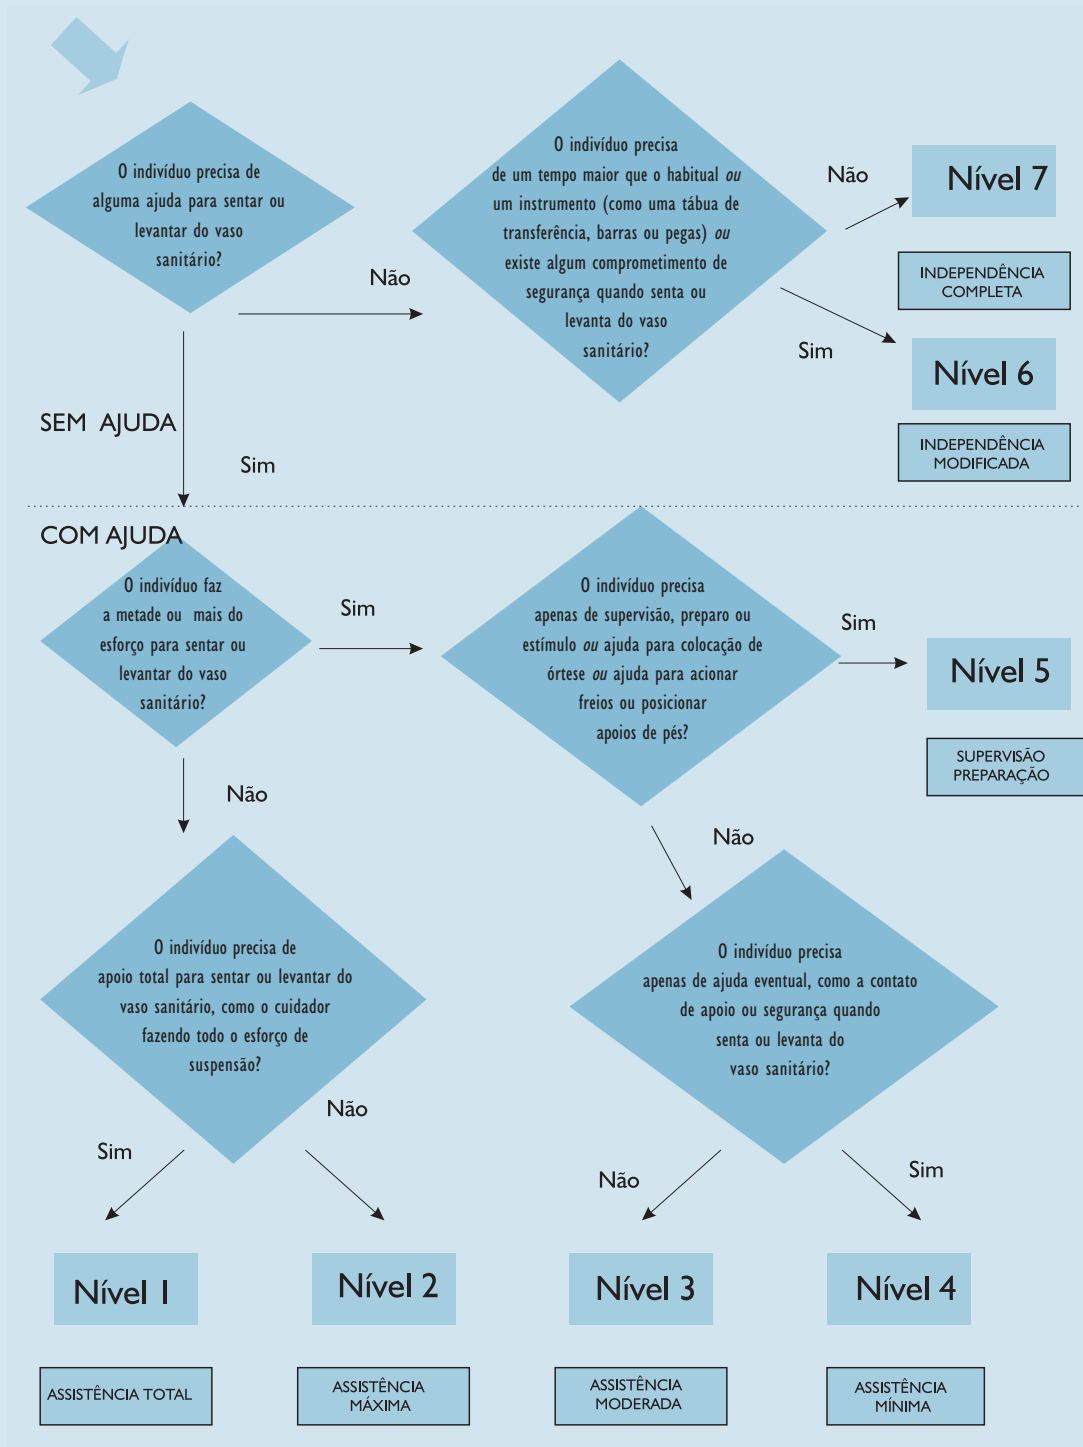 O indivíduo precisa de
alguma ajuda para sentar ou
levantar do vaso
sanitário?
Não
O indivíduo precisa
de um tempo maior que o habitual ou
um instrumento (como uma tábua de
transferência, barras ou pegas) ou
existe algum comprometimento de
segurança quando senta ou
levanta do vaso
sanitário?
Não
Nível 7
INDEPENDÊNCIA
COMPLETA
Sim
Nível 6
INDEPENDÊNCIA
MODIFICADA
SEM AJUDA
Sim
COM AJUDA
O indivíduo faz
a metade ou mais do
esforço para sentar ou
levantar do vaso
sanitário?
Sim
O indivíduo precisa
apenas de supervisão, preparo ou
estímulo ou ajuda para colocação de
órtese ou ajuda para acionar
freios ou posicionar
apoios de pés?
Sim
Nível 5
SUPERVISÃO
PREPARAÇÃO
Não
Não
O indivíduo precisa de
apoio total para sentar ou levantar do
vaso sanitário, como o cuidador
fazendo todo o esforço de
suspensão?
O indivíduo precisa
apenas de ajuda eventual, como a contato
de apoio ou segurança quando
senta ou levanta do
vaso sanitário?
Sim
Não
Não
Sim
Nível 1
Nível 2
Nível 3
Nível 4
ASSISTÊNCIA TOTAL
ASSISTÊNCIA
MÁXIMA
ASSISTÊNCIA
MODERADA
ASSISTÊNCIA
MÍNIMA